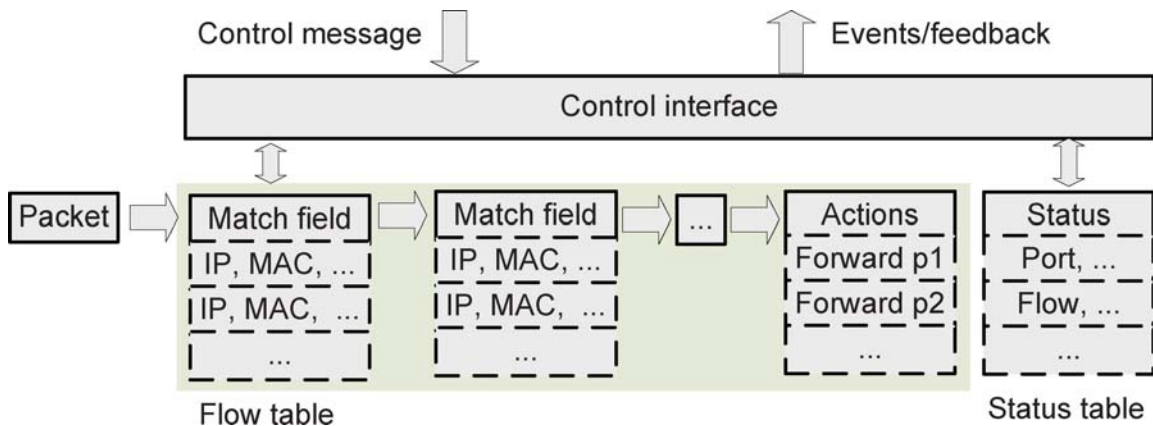 Control message
Events/feedback
Control interface
Packet
Match field
IP, MAC, ...
IP, MAC, ...
...
Match field
IP, MAC, ...
IP, MAC, ...
...
...
Actions
Forward p1
Forward p2
...
Status
Port, ...
Flow, ...
...
Flow table
Status table